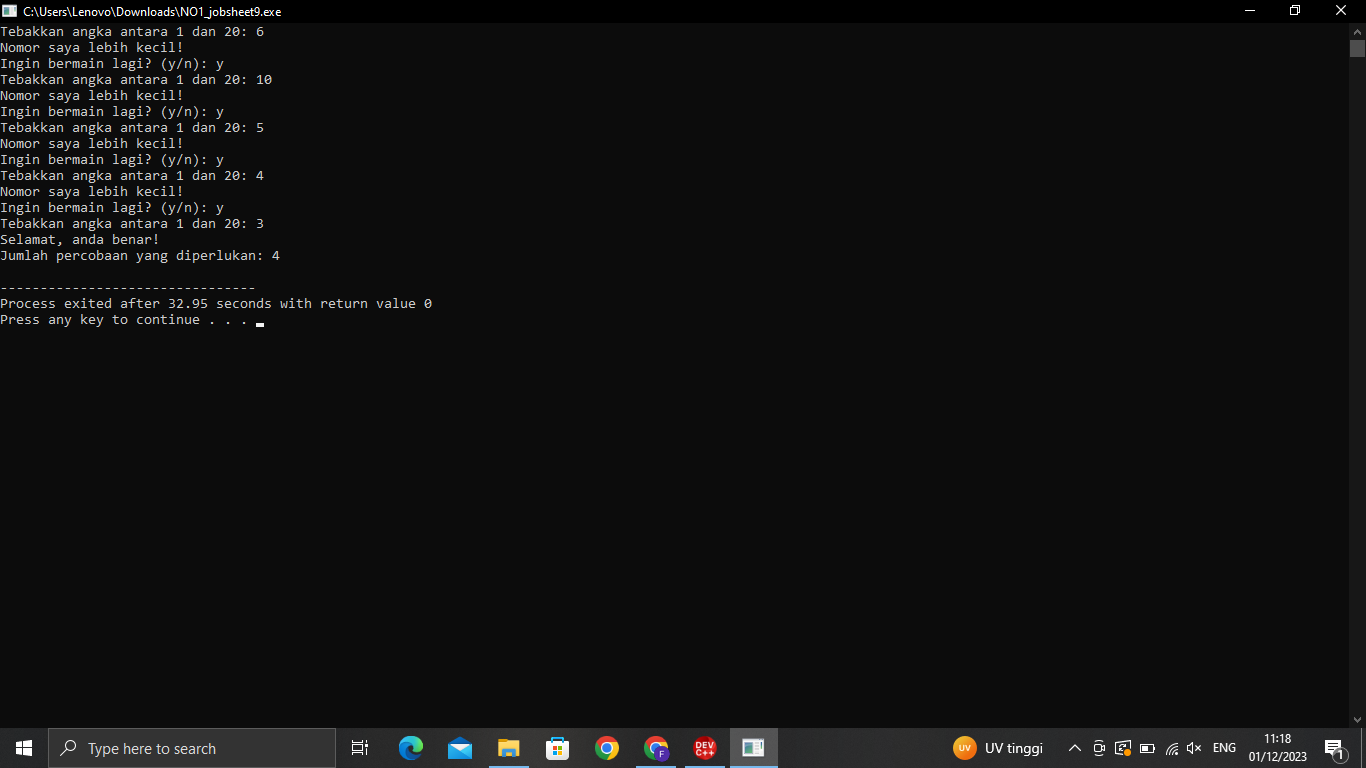 C:\Users\Lenovo\Downloads\NO1_jobsheet9.exe
Tebakkan angka antara 1 dan 20: 6
Nomor saya lebih kecil!
Ingin bermain lagi? (y/n): y
Tebakkan angka antara 1 dan 20: 10
Nomor saya lebih kecil!
Ingin bermain lagi? (y/n): y
Tebakkan angka antara 1 dan 20: 5
Nomor saya lebih kecil!
Ingin bermain lagi? (y/n): y
Tebakkan angka antara 1 dan 20: 4
Nomor saya lebih kecil!
Ingin bermain lagi? (y/n): y
Tebakkan angka antara 1 dan 20: 3
Selamat, anda benar!
Jumlah percobaan yang diperlukan: 4
--------------------------------
Process exited after 32.95 seconds with return value 0
Press any key to continue . . .
Type here to search
F
DEV
C++
UV
UV tinggi
ENG
11:18
01/12/2023
1